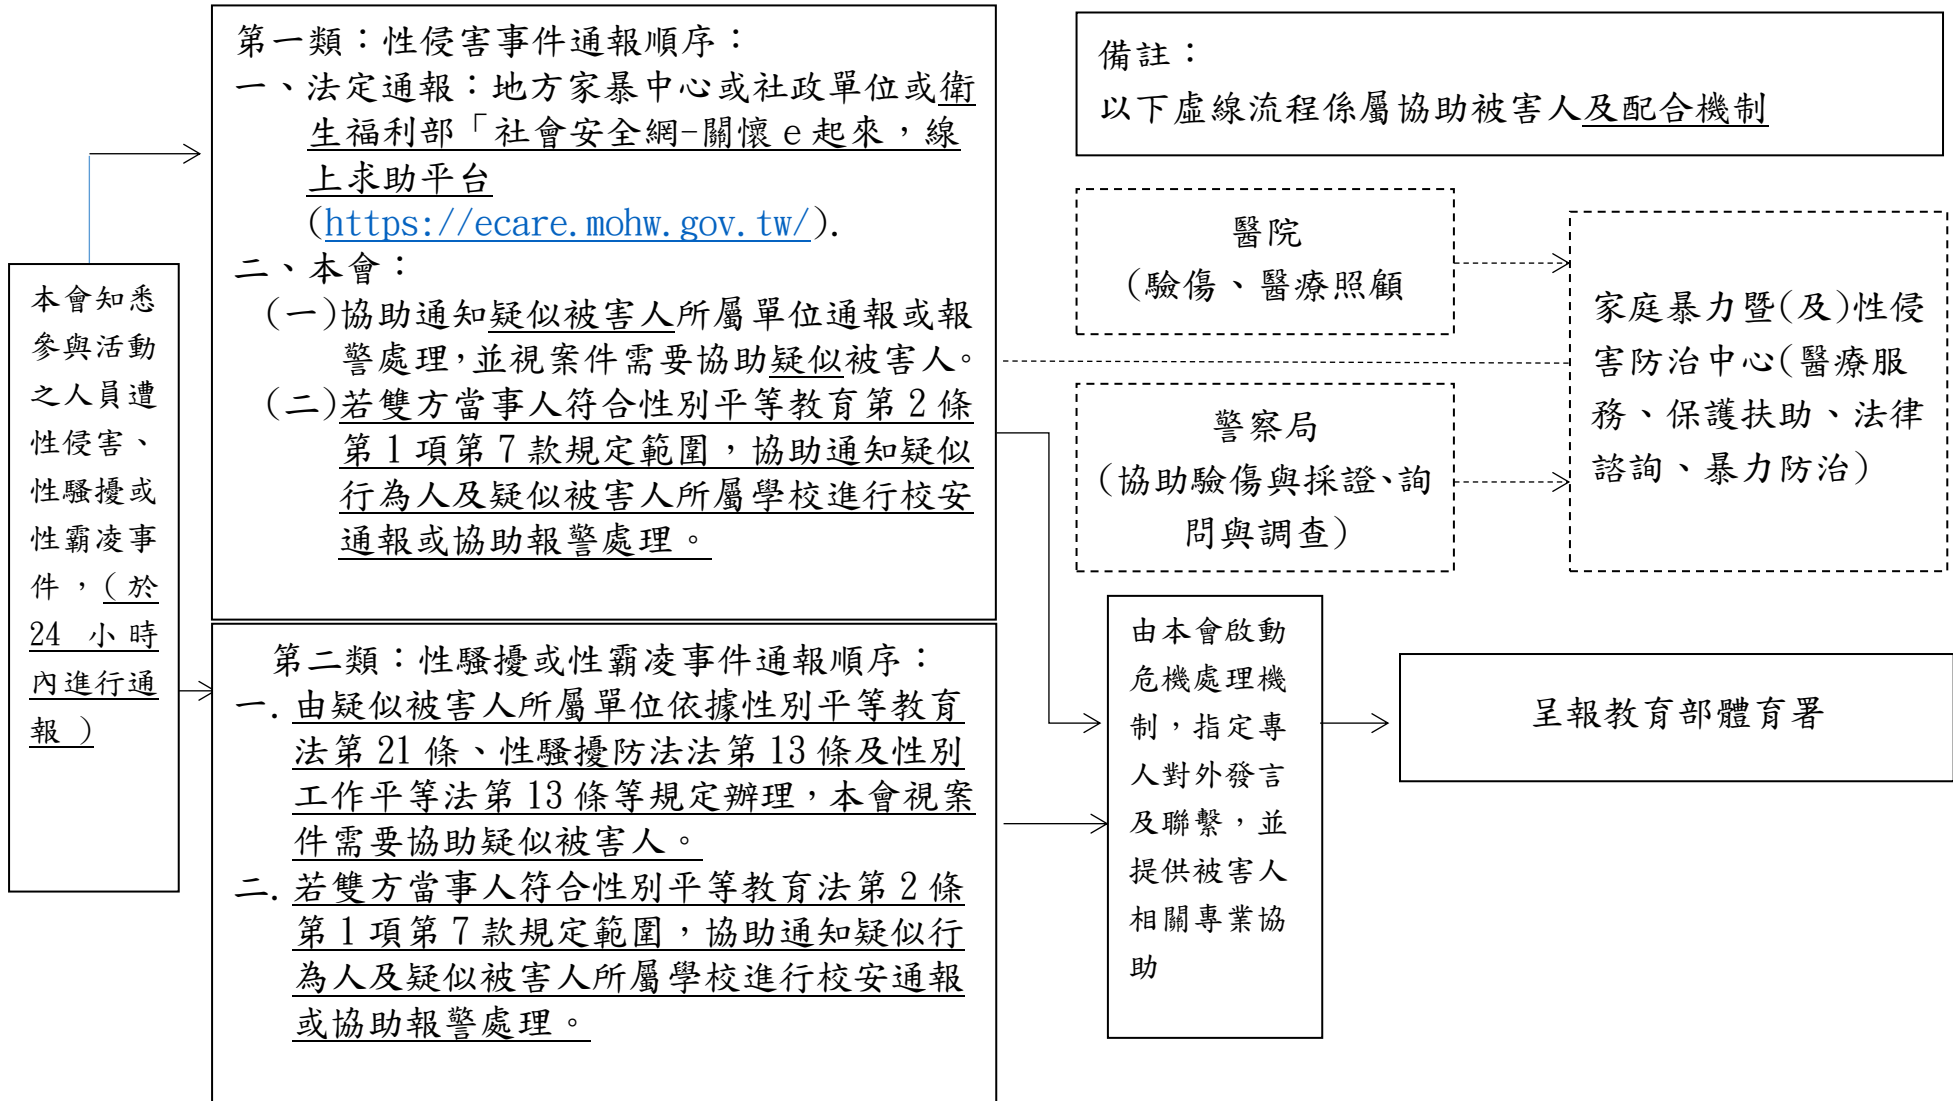 本會知悉
參與活動
之人員遭
性侵害、
性騷擾或
性霸凌事
件，(於
24 小時
內進行通
報 )
第一類：性侵害事件通報順序：
一、法定通報：地方家暴中心或社政單位或衛
生福利部「社會安全網-關懷 e 起來，線
上求助平台
(https://ecare.mohw.gov.tw/).
二、本會：
(一)協助通知疑似被害人所屬單位通報或報
警處理,並視案件需要協助疑似被害人。
(二)若雙方當事人符合性別平等教育第 2 條
第 1 項第 7 款規定範圍，協助通知疑似
行為人及疑似被害人所屬學校進行校安
通報或協助報警處理。
第二類：性騷擾或性霸凌事件通報順序：
一. 由疑似被害人所屬單位依據性別平等教育
法第 21 條、性騷擾防法法第 13 條及性別
工作平等法第 13 條等規定辦理，本會視案
件需要協助疑似被害人。
二. 若雙方當事人符合性別平等教育法第 2 條
第 1 項第 7 款規定範圍，協助通知疑似行
為人及疑似被害人所屬學校進行校安通報
或協助報警處理。
備註：
以下虛線流程係屬協助被害人及配合機制
醫院
(驗傷、醫療照顧
警察局
(協助驗傷與採證、詢
問與調查)
家庭暴力暨(及)性侵
害防治中心(醫療服
務、保護扶助、法律
諮詢、暴力防治)
由本會啟動
危機處理機
制，指定專
人對外發言
及聯繫，並
提供被害人
相關專業協
助
呈報教育部體育署